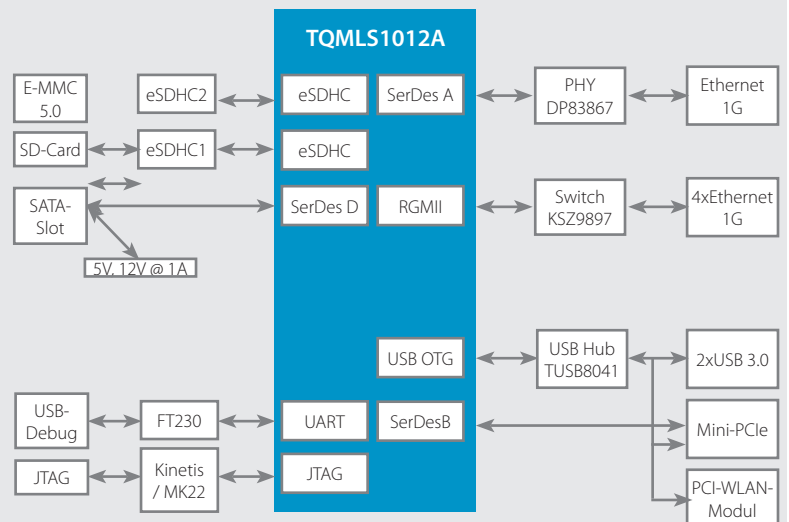 TQMLS1012A
E-MMC
5.0
eSDHC2
eSDHC
SerDes A
PHY
DP83867
Ethernet
1G
SD-Card
eSDHC1
eSDHC
SATA-
Slot
SerDes D
RGMII
Switch
KSZ9897
4xEthernet
1G
5V, 12V @ 1A
USB OTG
USB Hub
TUSB8041
2xUSB 3.0
USB-
Debug
FT230
UART
SerDesB
Mini-PCIe
JTAG
Kinetis
/ MK22
JTAG
PCI-WLAN-
Modul